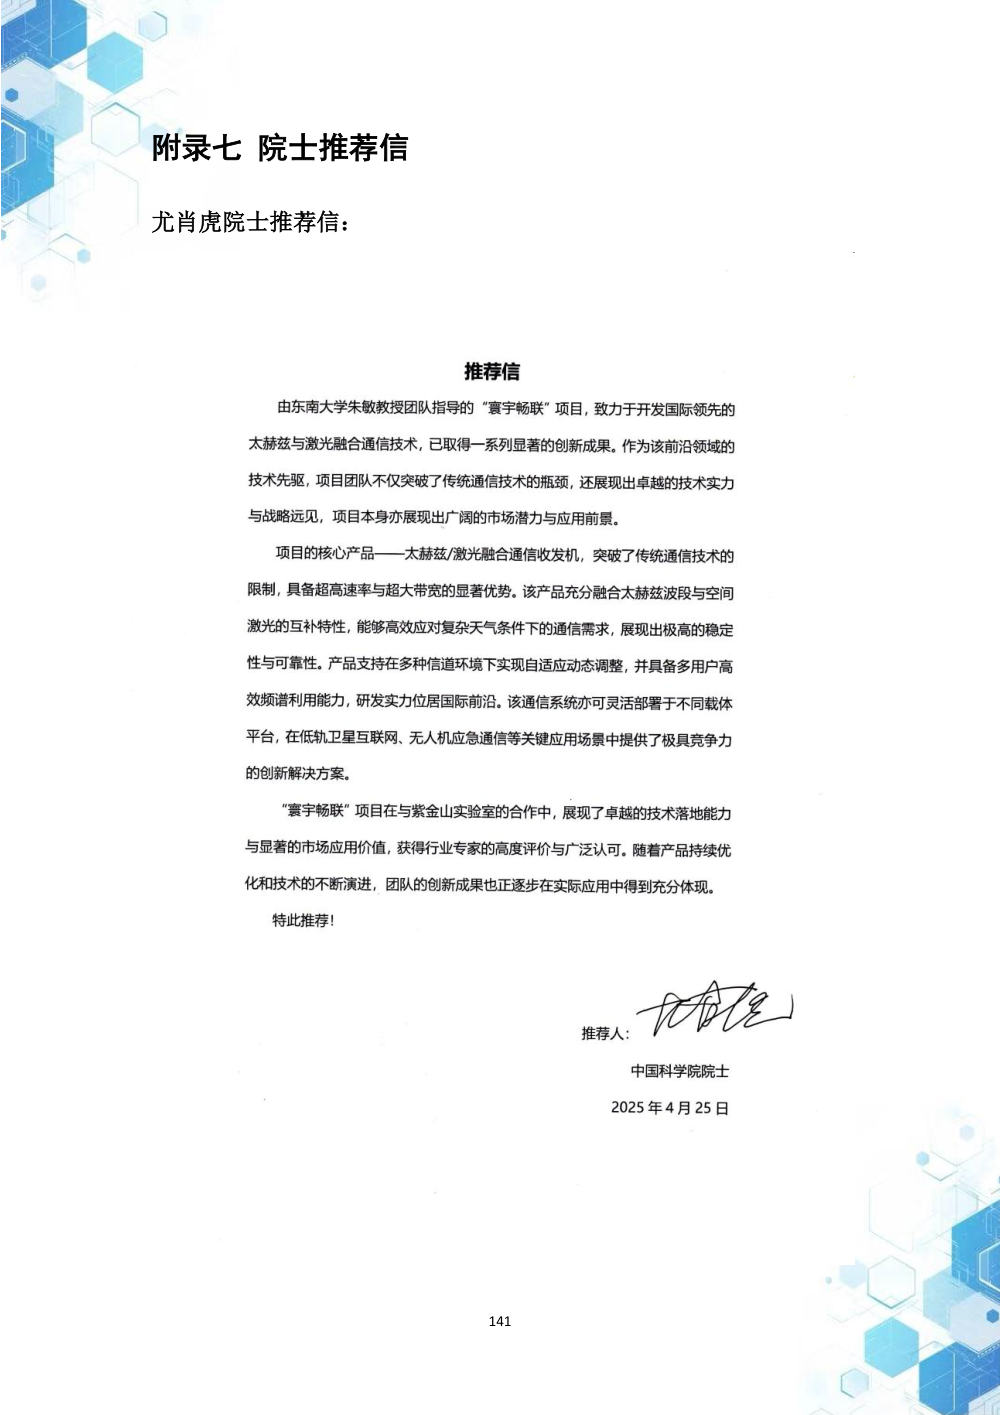 附录七 院士推荐信
尤肖虎院士推荐信：
推荐信
由东南大学朱敏教授团队指导的“寰宇畅联”项目，致力于开发国际领先的
太赫兹与激光融合通信技术，已取得一系列显著的创新成果。作为该前沿领域的
技术先驱，项目团队不仅突破了传统通信技术的瓶颈，还展现出卓越的技术实力
与战略远见，项目本身亦展现出广阔的市场潜力与应用前景。
项目的核心产品——太赫兹/激光融合通信收发机，突破了传统通信技术的
限制，具备超高速率与超大带宽的显著优势。该产品充分融合太赫兹波段与空间
激光的互补特性，能够高效应对复杂天气条件下的通信需求，展现出极高的稳定
性与可靠性。产品支持在多种信道环境下实现自适应动态调整，并具备多用户高
效频谱利用能力，研发实力位居国际前沿。该通信系统亦可灵活部署于不同载体
平台，在低轨卫星互联网、无人机应急通信等关键应用场景中提供了极具竞争力
的创新解决方案。
“寰宇畅联”项目在与紫金山实验室的合作中，展现了卓越的技术落地能力
与显著的市场应用价值，获得行业专家的高度评价与广泛认可。随着产品持续优
化和技术的不断演进，团队的创新成果也正逐步在实际应用中得到充分体现。
特此推荐！
推荐人：尤肖虎
中国科学院院士
2025 年 4 月 25 日
141